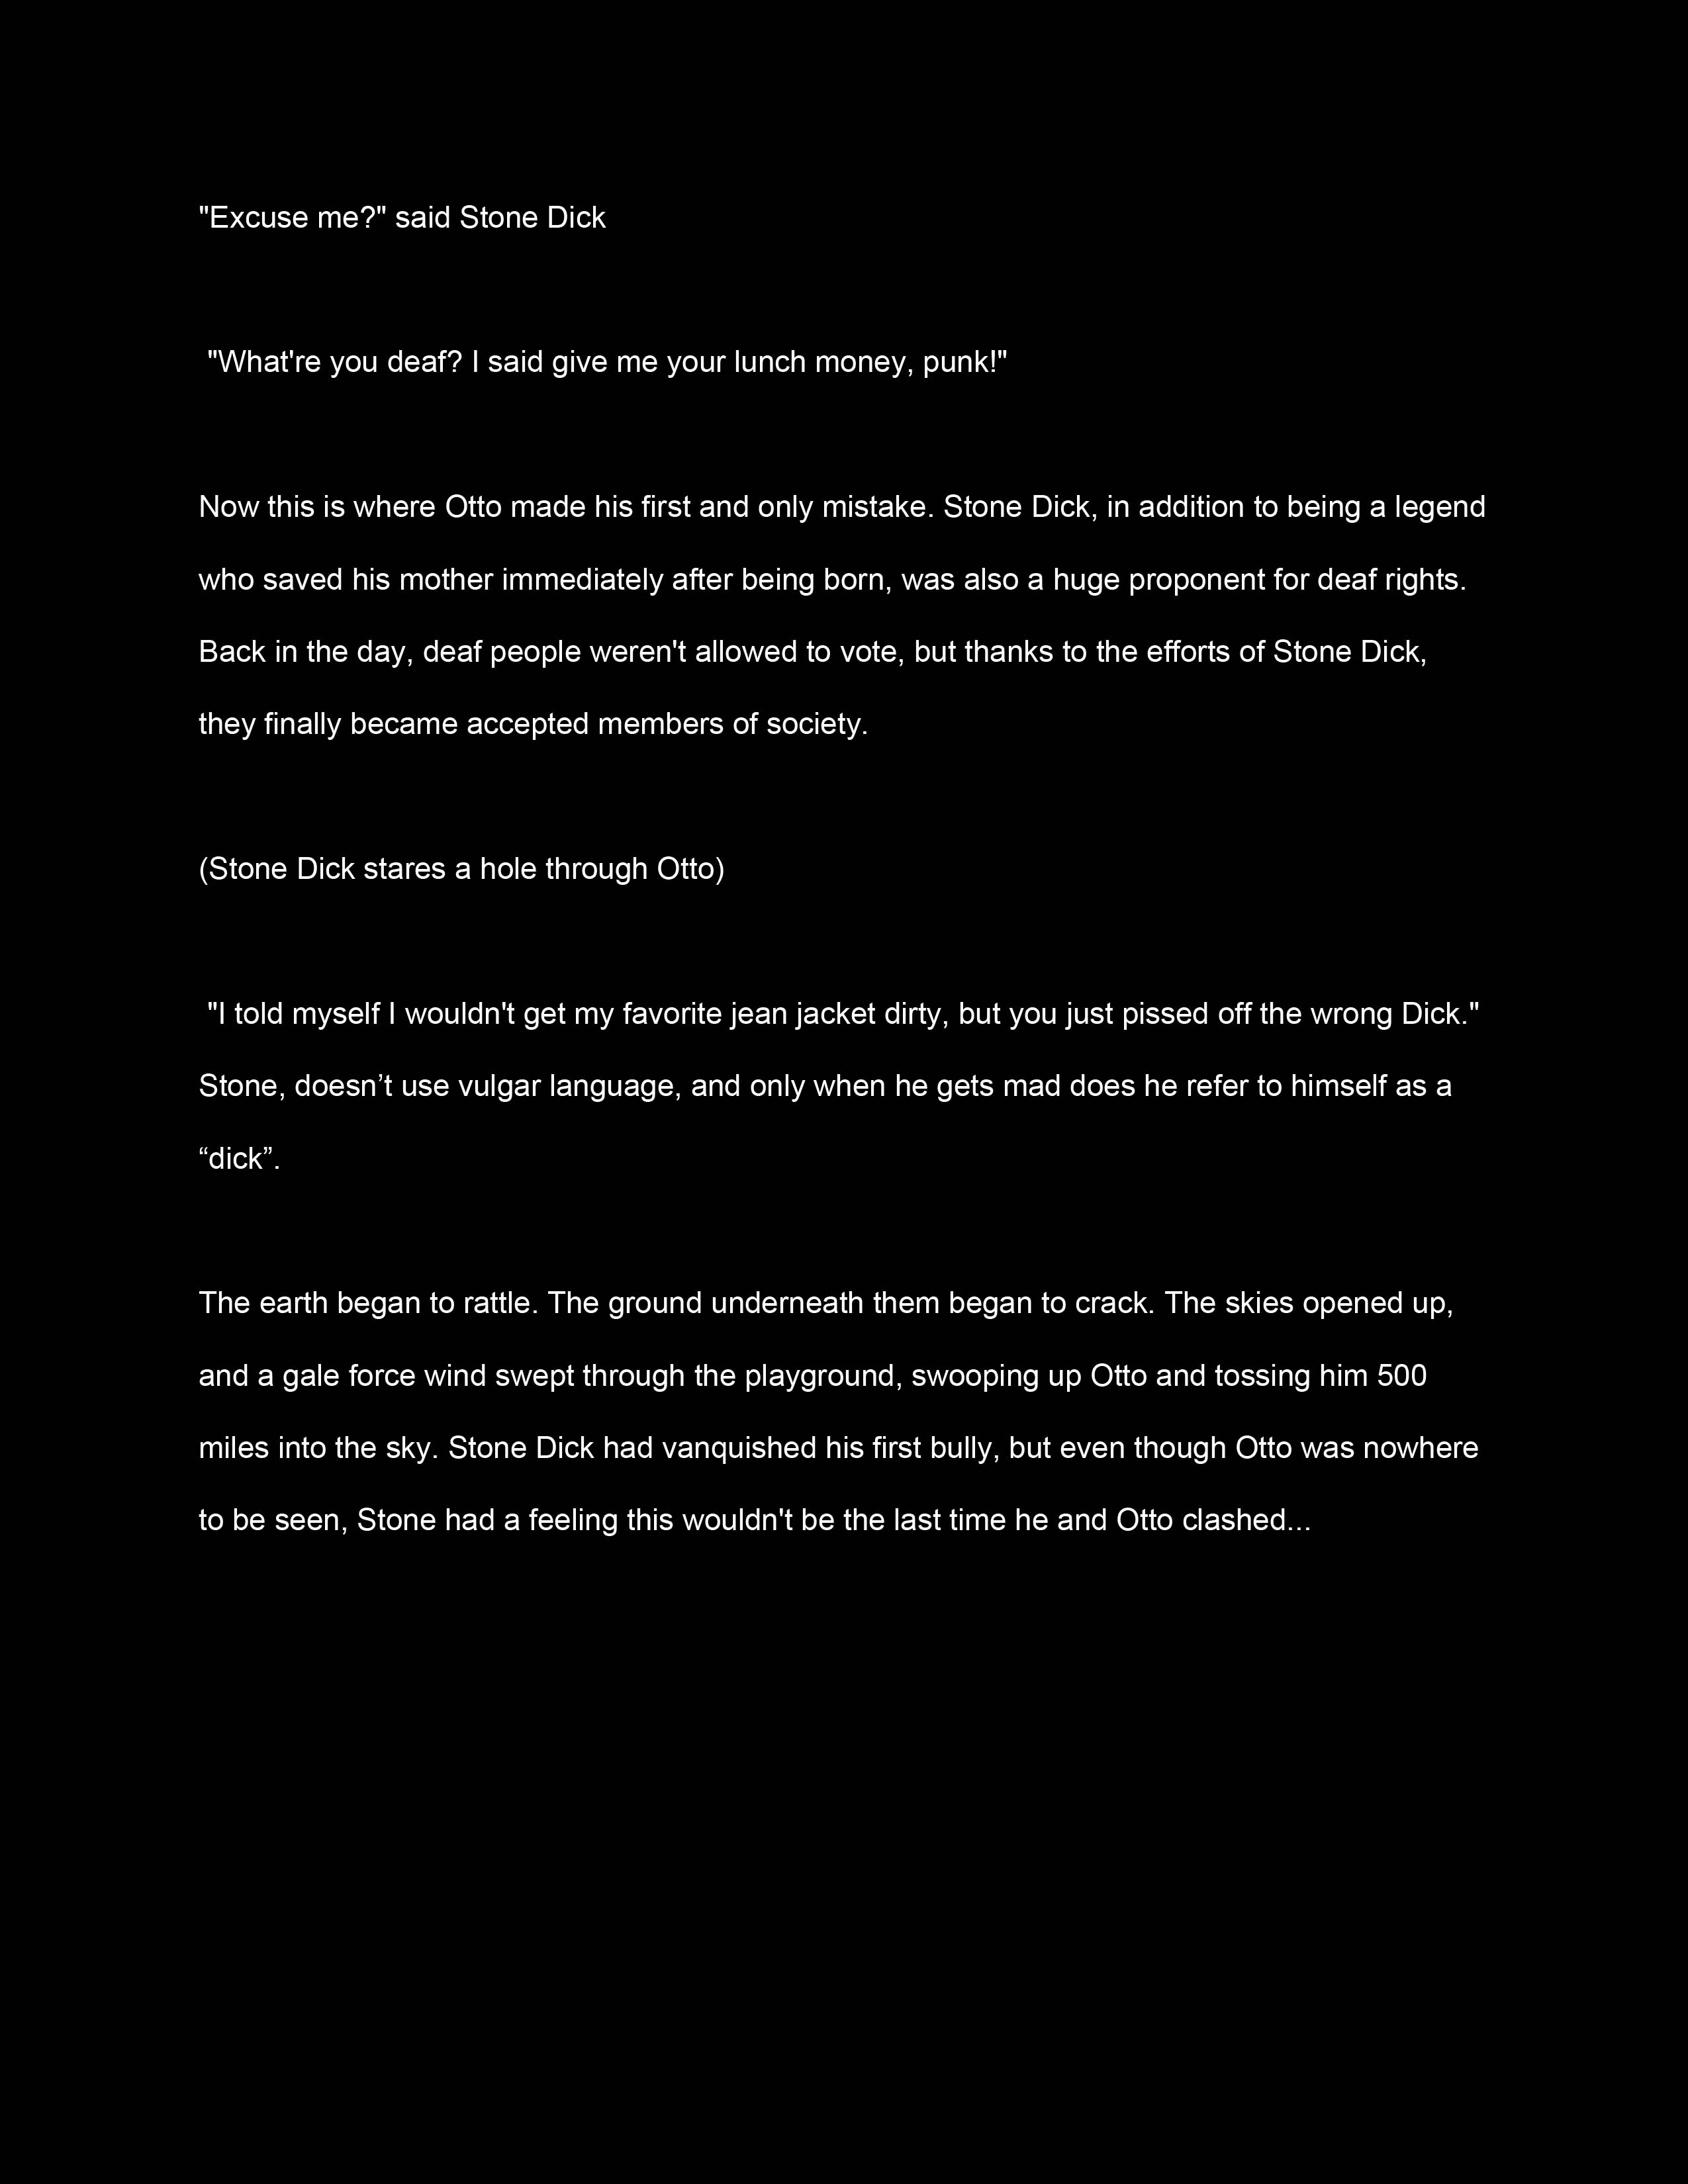 "Excuse me?" said Stone Dick
"What're you deaf? I said give me your lunch money, punk!"
Now this is where Otto made his first and only mistake. Stone Dick, in addition to being a legend
who saved his mother immediately after being born, was also a huge proponent for deaf rights.
Back in the day, deaf people weren't allowed to vote, but thanks to the efforts of Stone Dick,
they finally became accepted members of society.
(Stone Dick stares a hole through Otto)
"I told myself I wouldn't get my favorite jean jacket dirty, but you just pissed off the wrong Dick."
Stone, doesn’t use vulgar language, and only when he gets mad does he refer to himself as a
“dick”.
The earth began to rattle. The ground underneath them began to crack. The skies opened up,
and a gale force wind swept through the playground, swooping up Otto and tossing him 500
miles into the sky. Stone Dick had vanquished his first bully, but even though Otto was nowhere
to be seen, Stone had a feeling this wouldn't be the last time he and Otto clashed...